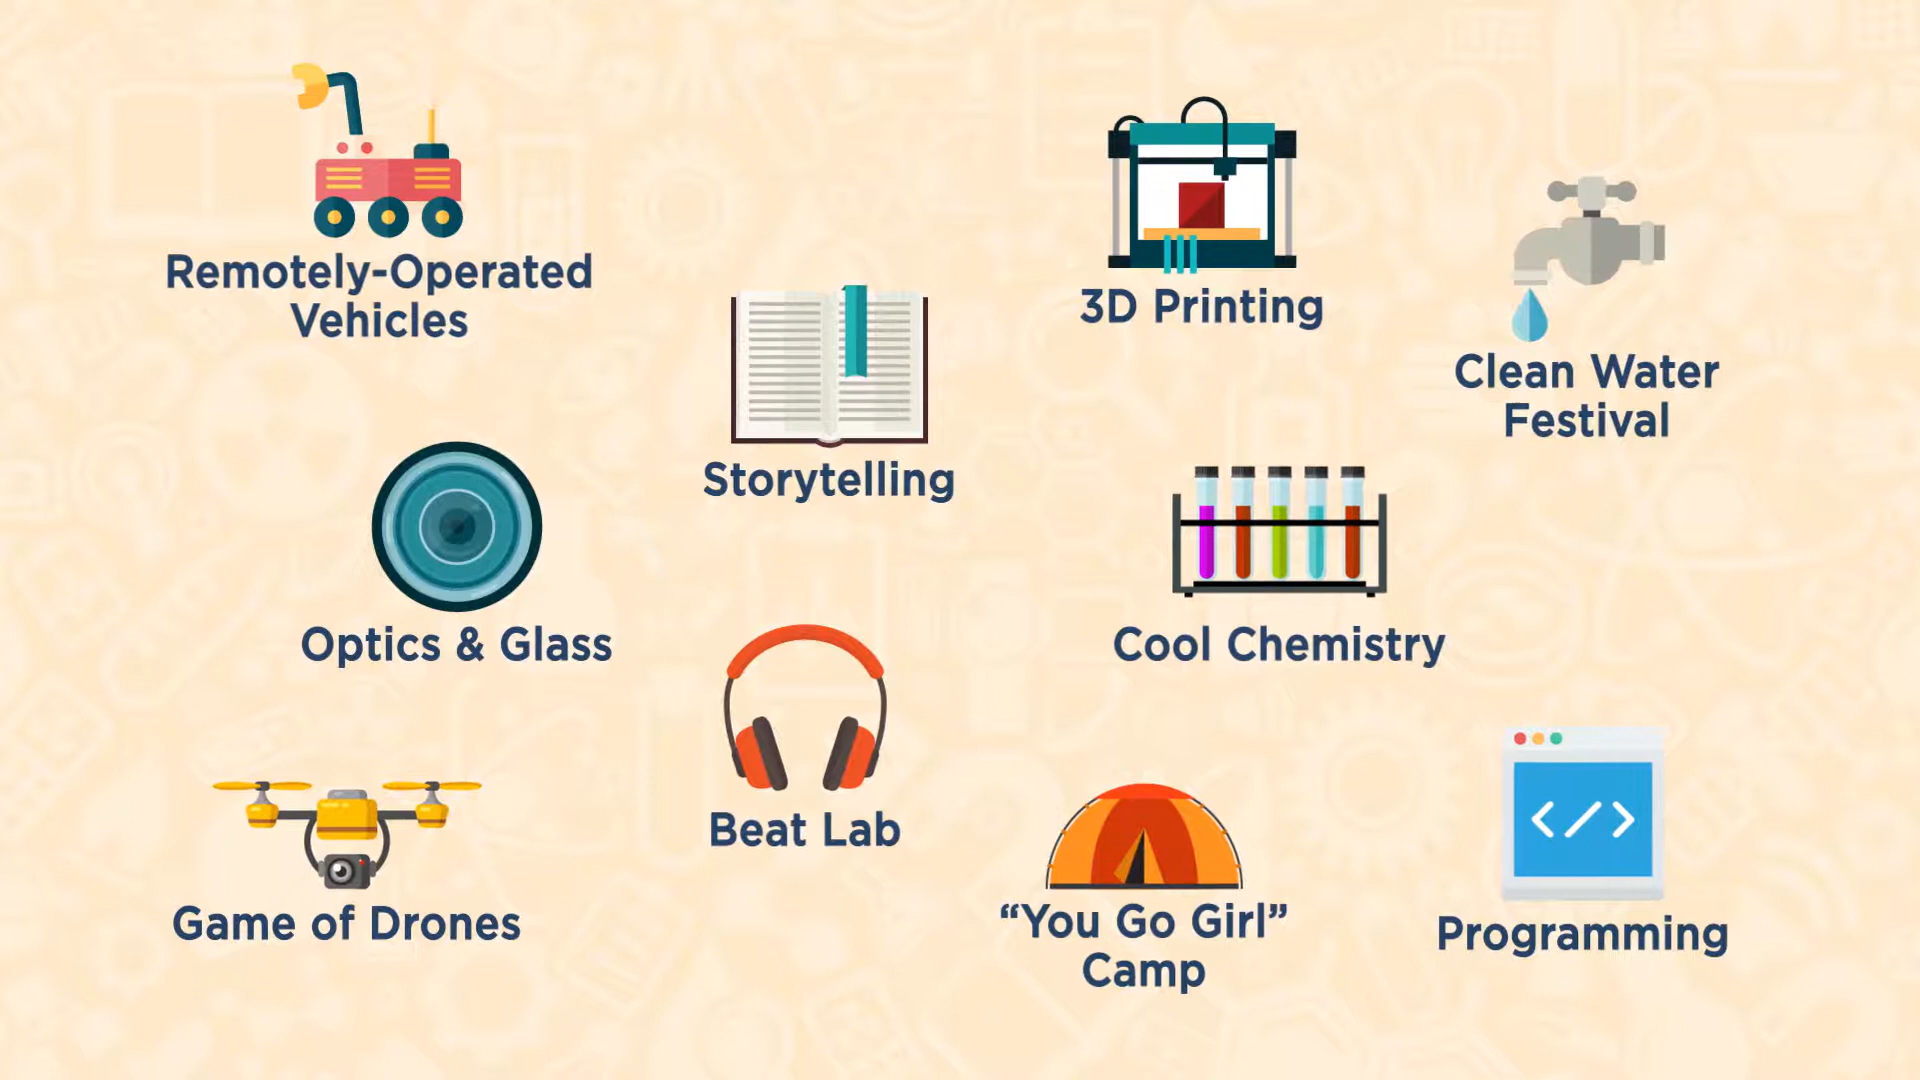 Remotely-Operated
Vehicles
3D Printing
Clean Water
Festival
Storytelling
Optics & Glass
Cool Chemistry
Beat Lab
Game of Drones
“You Go Girl”
Camp
</>
Programming